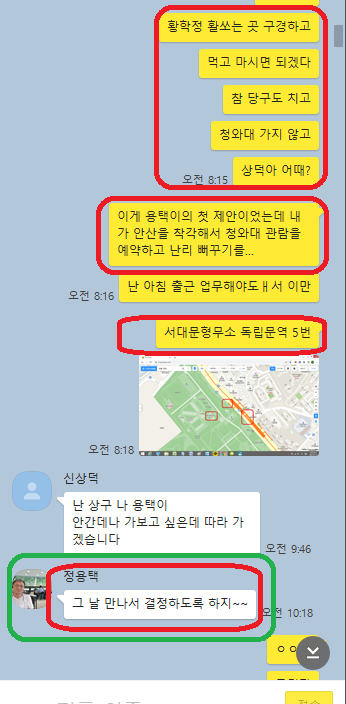 황학정 활쏘는 곳 구경하고
먹고 마시면 되겠다
참 당구도 치고
청와대 가지 않고
상덕아 어때?
오전 8:15
이게 용택이의 첫 제안이었는데 내
가 안산을 착각해서 청와대 관람을
예약하고 난리 뻐꾸기를...
난 아침 출근 업무해야도ㅐ서 이만
오전 8:16
서대문형무소 독립문역 5번
오전 8:18
신상덕
난 상구 나 용택이
안간데나 가보고 싶은데 따라 가
겠습니다
오전 9:46
정용택
그 날 만나서 결정하도록 하지~~
오전 10:18